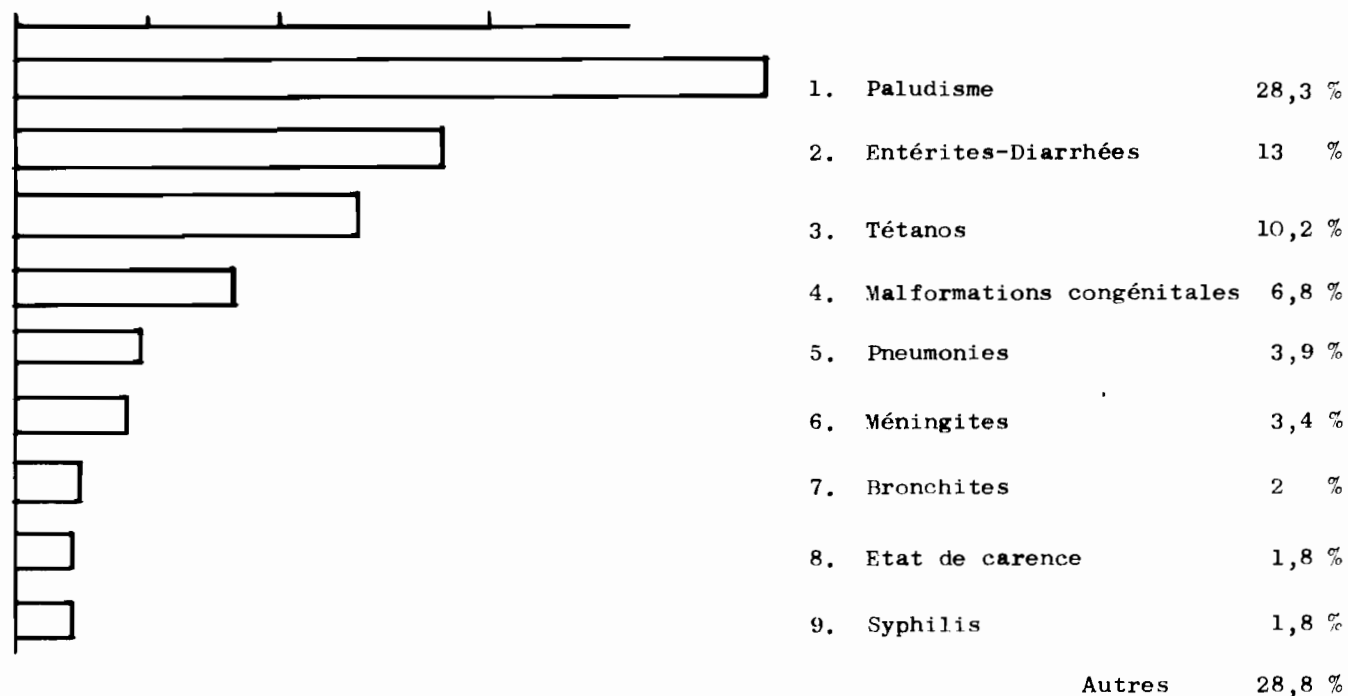 1. Paludisme 28,3 %
2. Entérites-Diarrhées 13 %
3. Tétanos 10,2 %
4. Malformations congénitales 6,8 %
5. Pneumonies 3,9 %
6. Méningites 3,4 %
7. Bronchites 2 %
8. Etat de carence 1,8 %
9. Syphilis 1,8 %
Autres 28,8 %